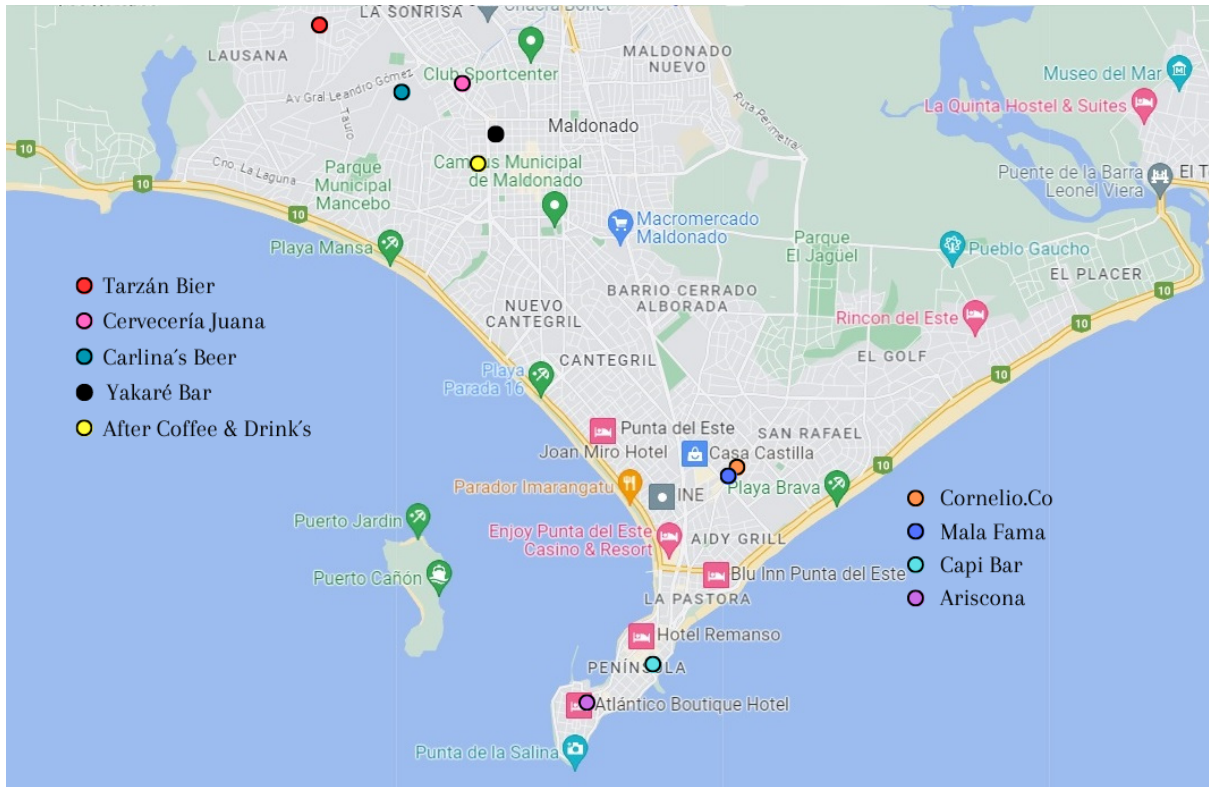 LA SONRISA
Chacra Bonet
LAUSANA
MALDONADO
NUEVO
Club Sportcenter
Museo del Mar
Av Gral Leandro Gómez
La Quinta Hostel & Suites
Tauro
Ruta Perimetral
Maldonado
10
Cno. La Laguna
Parque
Municipal
Mancebo
Campus Municipal
de Maldonado
Puente de la Barra
Leonel Viera
El T
10
10
10
Macromercado
Maldonado
Parque
El Jagüel
Playa Mansa
Pueblo Gaucho
EL PLACER
Tarzán Bier
Cervecería Juana
Carlina´s Beer
Yakaré Bar
After Coffee & Drink´s
BARRIO CERRADO
ALBORADA
NUEVO
CANTEGRIL
10
Rincon del Este
10
EL GOLF
CANTEGRIL
Playa
Parada 16
10
Punta del Este
Joan Miro Hotel
SAN RAFAEL
Casa Castilla
10
Parador Imarangatu
INE
Playa Brava
Cornelio.Co
Mala Fama
Capi Bar
Ariscona
Puerto Jardin
Enjoy Punta del Este
Casino & Resort
AIDY GRILL
Puerto Cañón
Blu Inn Punta del Este
LA PASTORA
Hotel Remanso
PENÍNSULA
Atlántico Boutique Hotel
Punta de la Salina